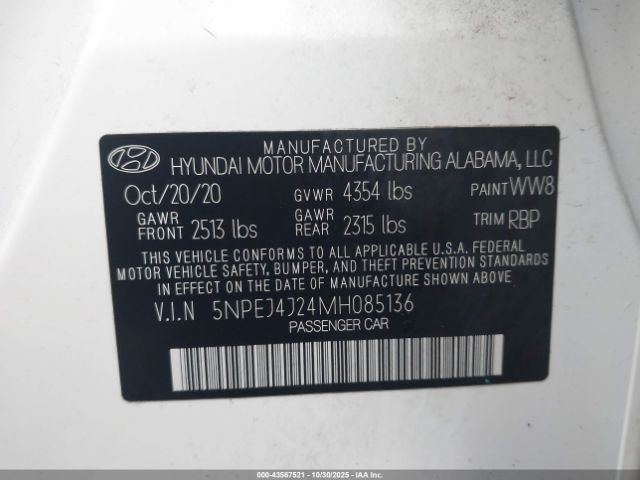 MANUFACTURED BY
HYUNDAI MOTOR MANUFACTURING ALABAMA, LLC
Oct/20/20 GVWR 4354 lbs PAINT WW8
GAWR FRONT 2513 lbs GAWR REAR 2315 lbs TRIM RBP
THIS VEHICLE CONFORMS TO ALL APPLICABLE U.S.A. FEDERAL
MOTOR VEHICLE SAFETY, BUMPER, AND THEFT PREVENTION STANDARDS
IN EFFECT ON THE DATE OF MANUFACTURE SHOWN ABOVE.
V.I.N 5NPEJ4J24MH085136
PASSENGER CAR
000-43567521 - 10/30/2025 - IAAI.COM